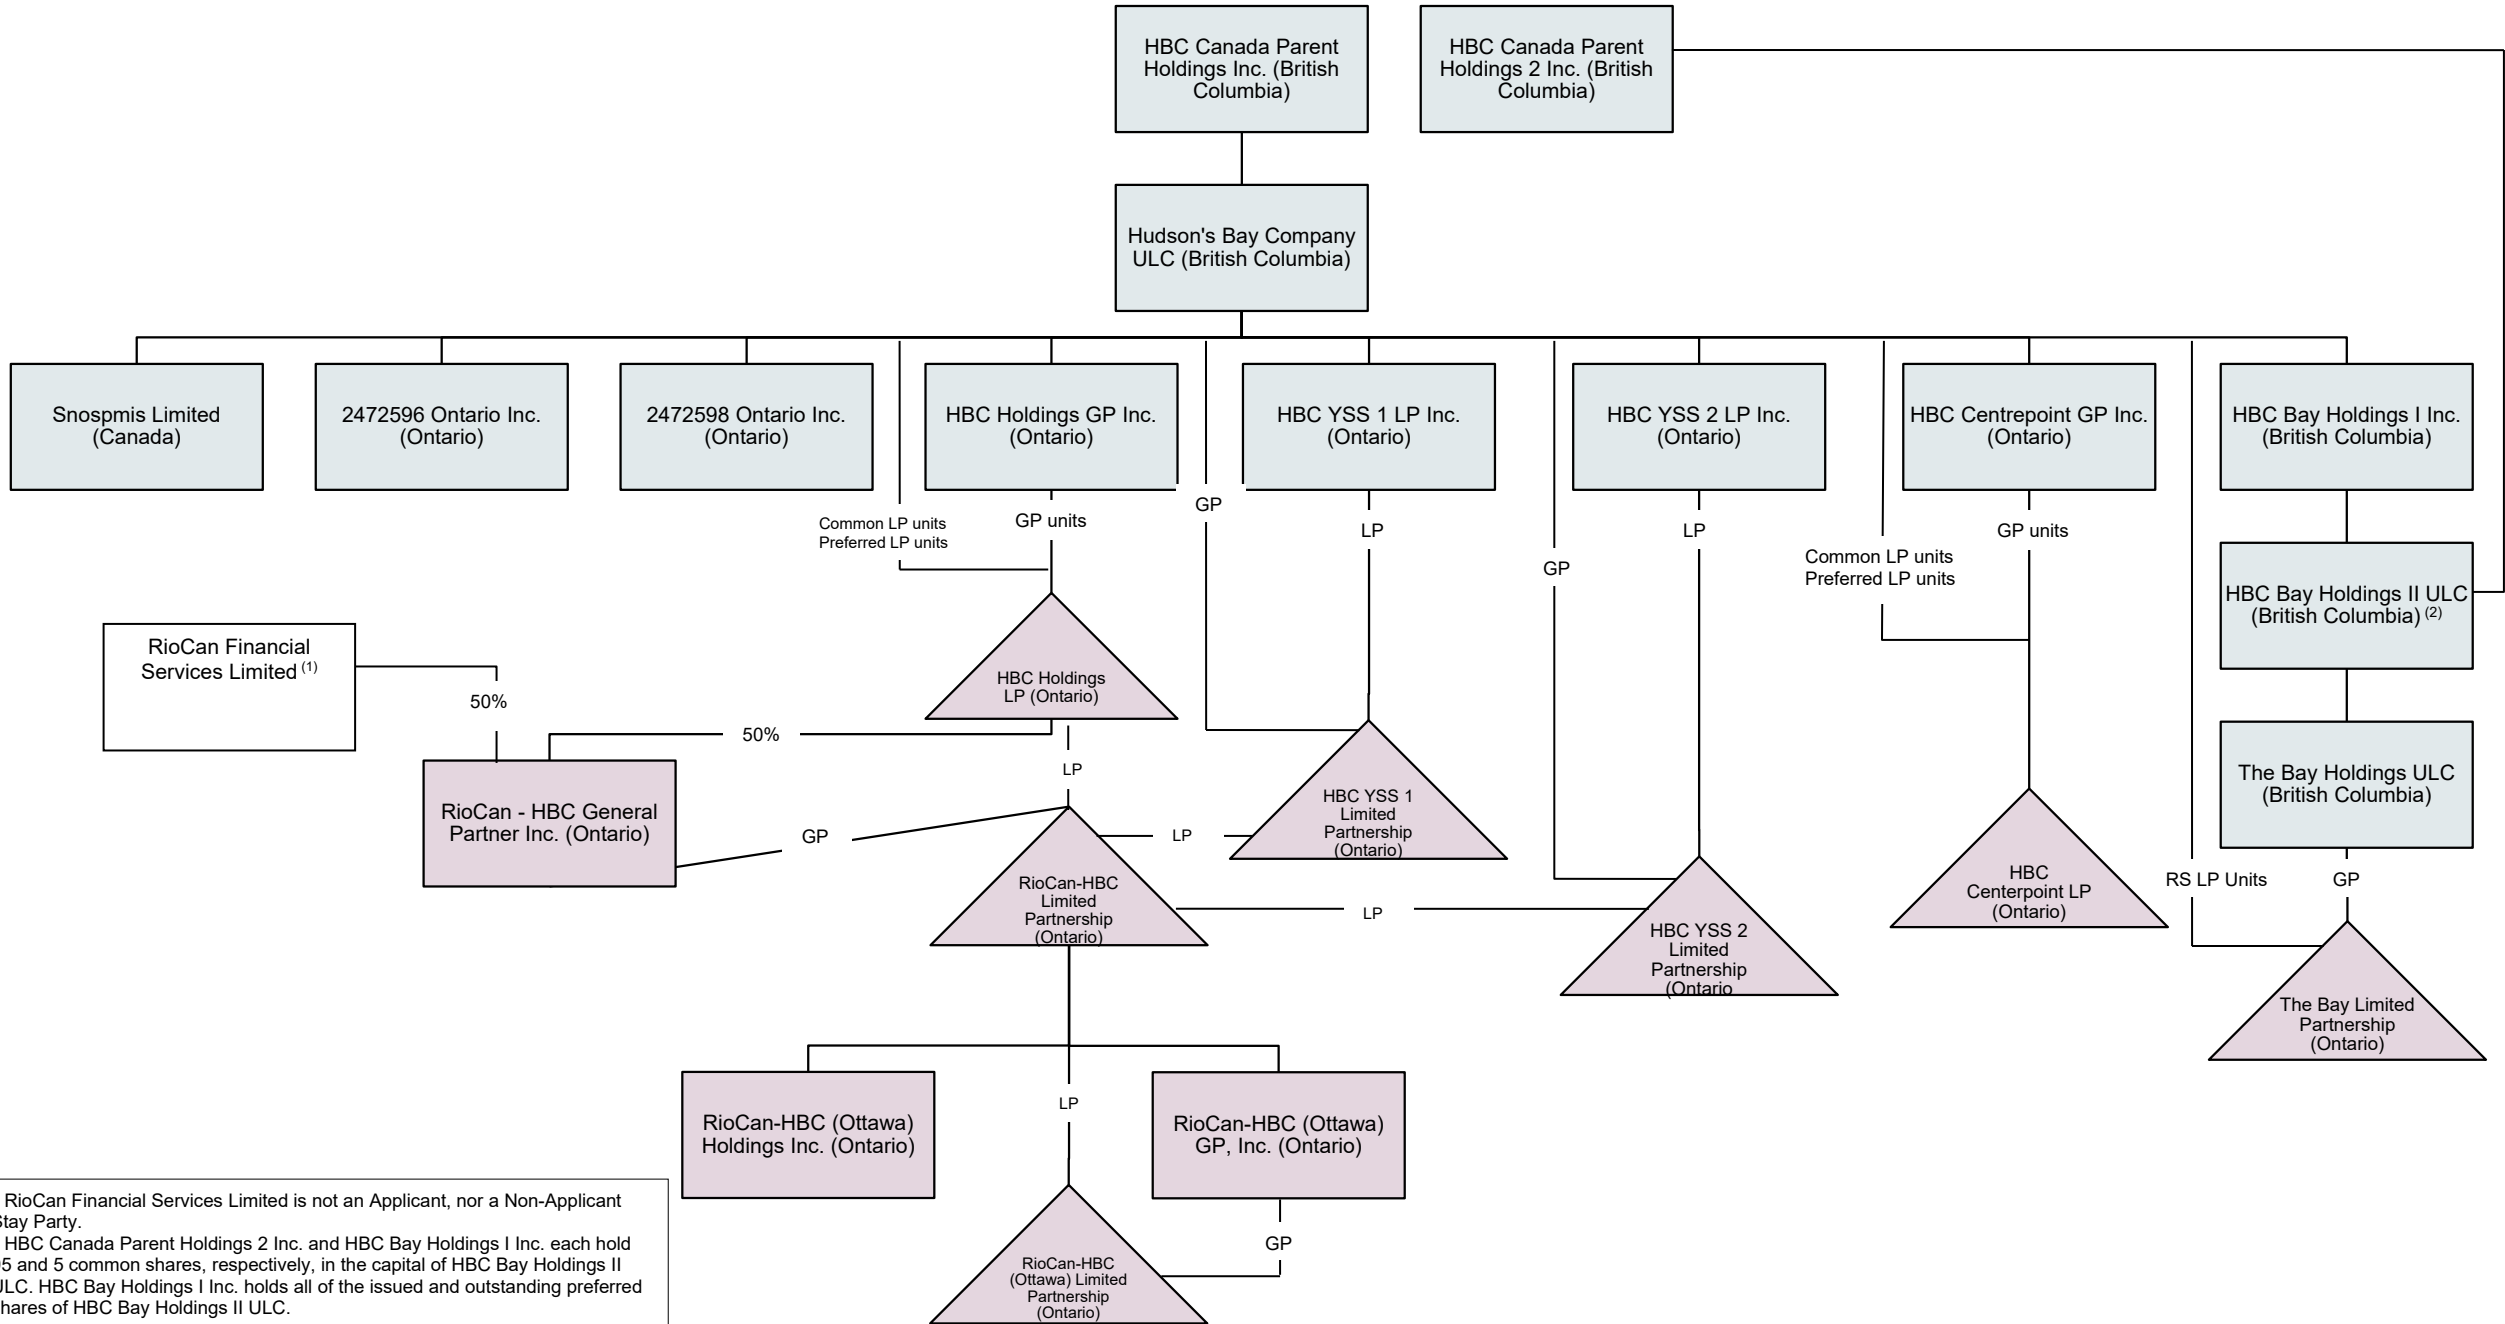 HBC Canada Parent
Holdings Inc. (British
Columbia)
HBC Canada Parent
Holdings 2 Inc. (British
Columbia)
Hudson's Bay Company
ULC (British Columbia)
Snospmis Limited
(Canada)
2472596 Ontario Inc.
(Ontario)
2472598 Ontario Inc.
(Ontario)
HBC Holdings GP Inc.
(Ontario)
HBC YSS 1 LP Inc.
(Ontario)
HBC YSS 2 LP Inc.
(Ontario)
HBC Centrepoint GP Inc.
(Ontario)
HBC Bay Holdings I Inc.
(British Columbia)
Common LP units
Preferred LP units
GP units
GP
LP
GP
LP
Common LP units
Preferred LP units
GP units
HBC Bay Holdings II ULC
(British Columbia) (2)
RioCan Financial
Services Limited (1)
50%
50%
HBC Holdings
LP (Ontario)
LP
RioCan - HBC General
Partner Inc. (Ontario)
GP
HBC YSS 1
Limited
Partnership
(Ontario)
LP
RioCan-HBC
Limited
Partnership
(Ontario)
LP
HBC YSS 2
Limited
Partnership
(Ontario
HBC
Centerpoint LP
(Ontario)
The Bay Holdings ULC
(British Columbia)
RS LP Units
GP
The Bay Limited
Partnership
(Ontario)
RioCan-HBC (Ottawa)
Holdings Inc. (Ontario)
LP
RioCan-HBC (Ottawa)
GP, Inc. (Ontario)
GP
RioCan-HBC
(Ottawa) Limited
Partnership
(Ontario)
RioCan Financial Services Limited is not an Applicant, nor a Non-Applicant
Stay Party.
HBC Canada Parent Holdings 2 Inc. and HBC Bay Holdings I Inc. each hold
5 and 5 common shares, respectively, in the capital of HBC Bay Holdings II
ULC. HBC Bay Holdings I Inc. holds all of the issued and outstanding preferred
hares of HBC Bay Holdings II ULC.